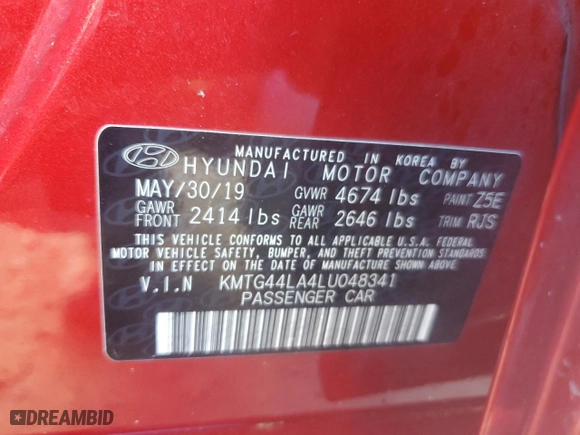 MANUFACTURED IN KOREA BY
HYUNDAI MOTOR COMPANY
MAY/30/19 GVWR 4674 lbs PAINT Z5E
GAWR FRONT 2414 lbs GAWR REAR 2646 lbs TRIM RJS
THIS VEHICLE CONFORMS TO ALL APPLICABLE U.S.A. FEDERAL
MOTOR VEHICLE SAFETY, BUMPER, AND THEFT PREVENTION STANDARDS
IN EFFECT ON THE DATE OF MANUFACTURE SHOWN ABOVE.
V.I.N KMTG44LA4LU048341
PASSENGER CAR
DREAMBID